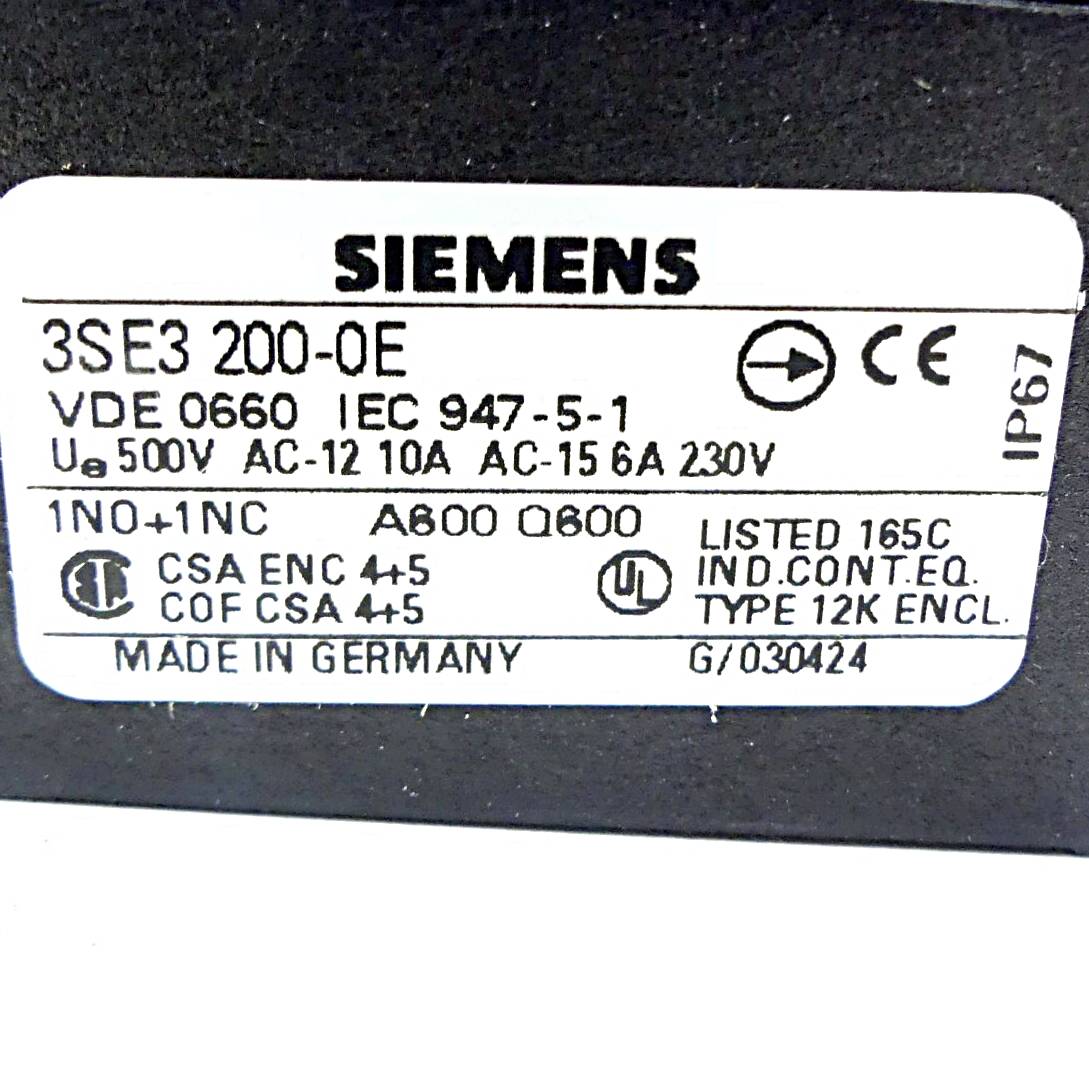 SIEMENS
3SE3 200-0E
CE
IP67
VDE 0660 IEC 947-5-1
Ue 500V AC-12 10A AC-15 6A 230V
1NO+1NC A600 Q600
LISTED 165C
IND.CONT.EQ.
TYPE 12K ENCL.
UL
CSA ENC 4+5
COF CSA 4+5
MADE IN GERMANY G/030424